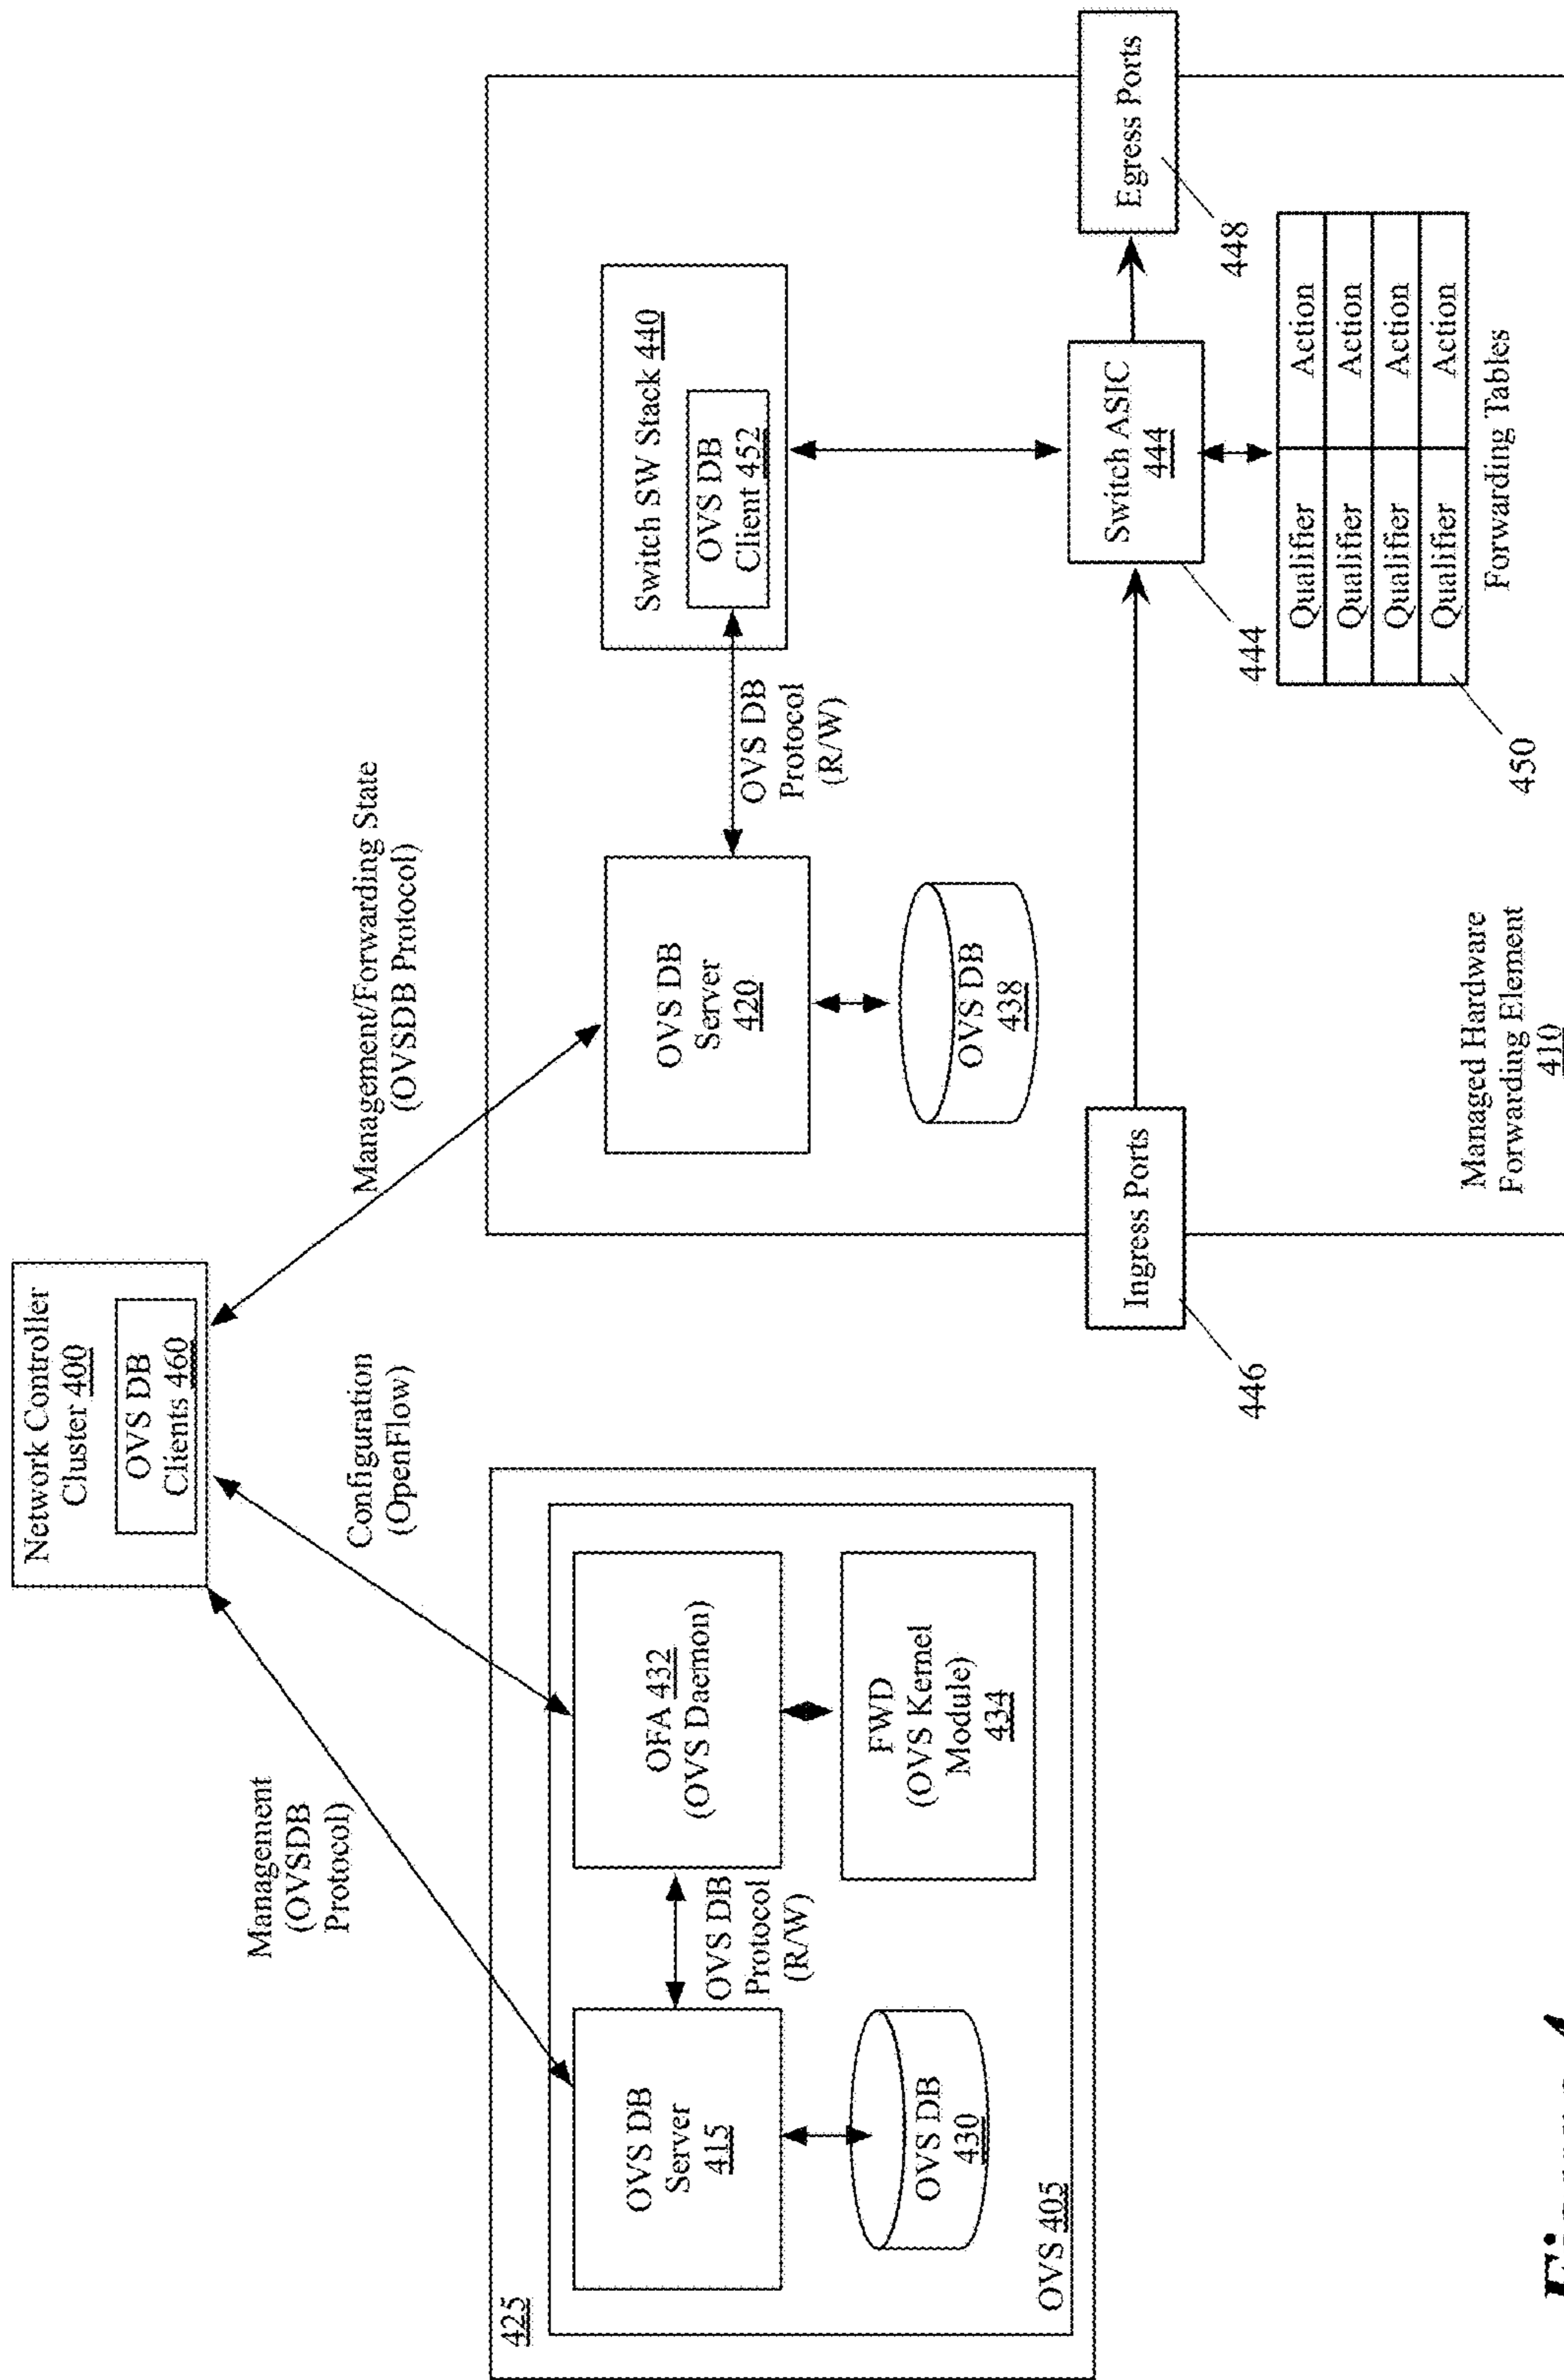 Network Controller
Cluster 400
OVS DB
Clients 460
Management
(OVSDB
Protocol)
Configuration
(OpenFlow)
Management/Forwarding State
(OVSDB Protocol)
425
OVS DB
Server
415
OVS DB
Protocol
(R/W)
OFA 432
(OVS Daemon)
OVS DB
430
FWD
(OVS Kernel
Module)
434
OVS 405
OVS DB
Server
420
OVS DB
Protocol
(R/W)
Switch SW Stack 440
OVS DB
Client 452
OVS DB
438
Ingress Ports
446
Switch ASIC
444
444
Egress Ports
448
Qualifier Action
Qualifier Action
Qualifier Action
Qualifier Action
450
Forwarding Tables
Managed Hardware
Forwarding Element
410
Figure 4